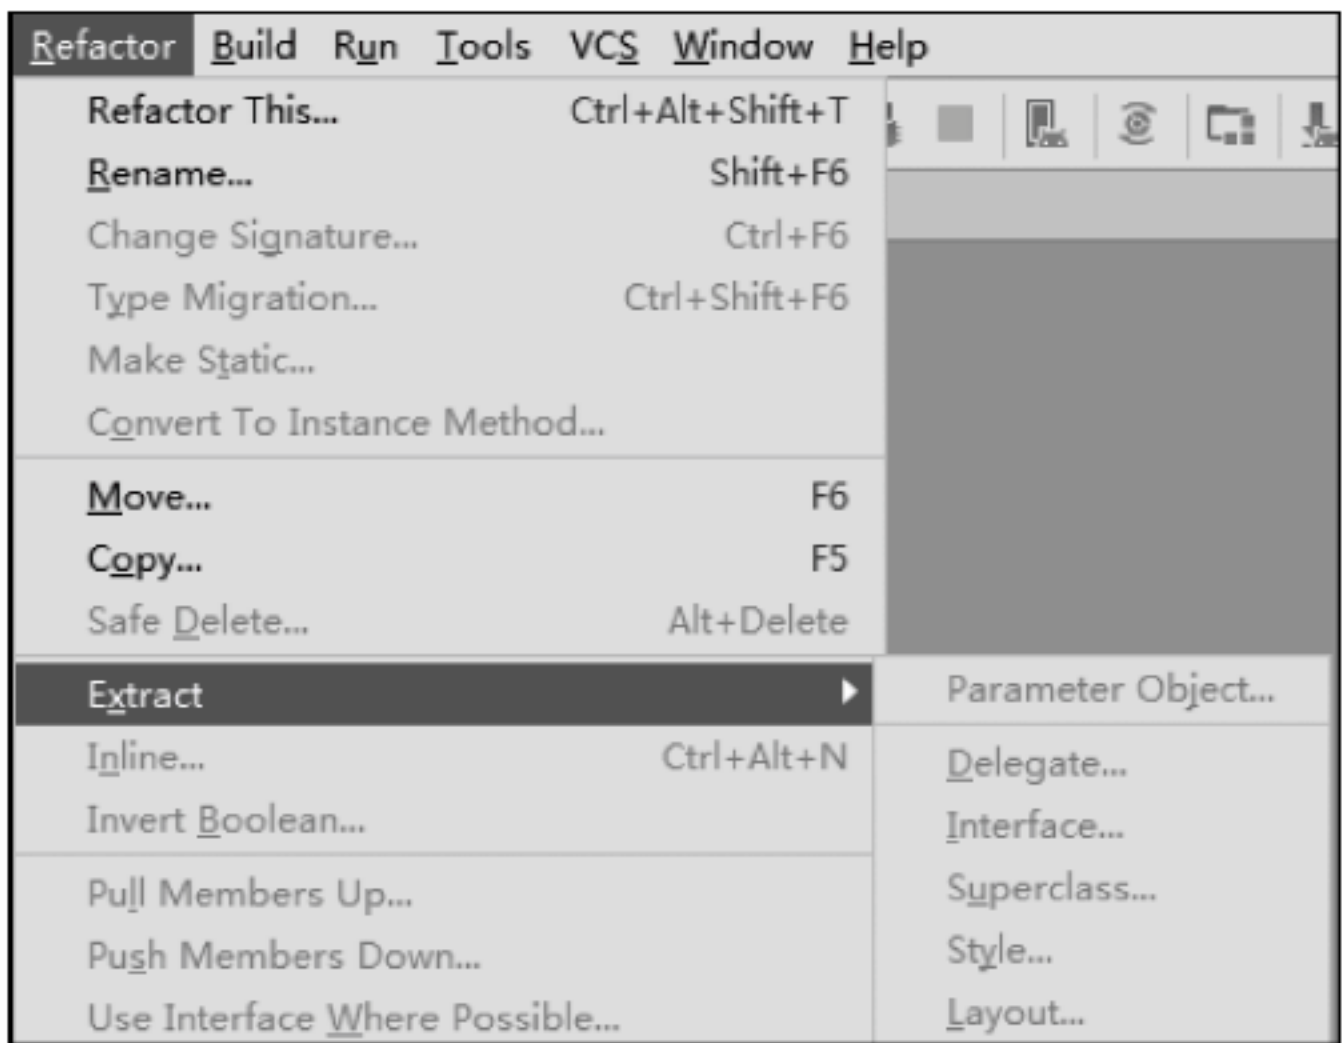 Refactor Build Run Tools VCS Window Help
Refactor This... Ctrl+Alt+Shift+T
Rename... Shift+F6
Change Signature... Ctrl+F6
Type Migration... Ctrl+Shift+F6
Make Static...
Convert To Instance Method...
Move... F6
Copy... F5
Safe Delete... Alt+Delete
Extract
Inline... Ctrl+Alt+N
Invert Boolean...
Pull Members Up...
Push Members Down...
Use Interface Where Possible...
Parameter Object...
Delegate...
Interface...
Superclass...
Style...
Layout...